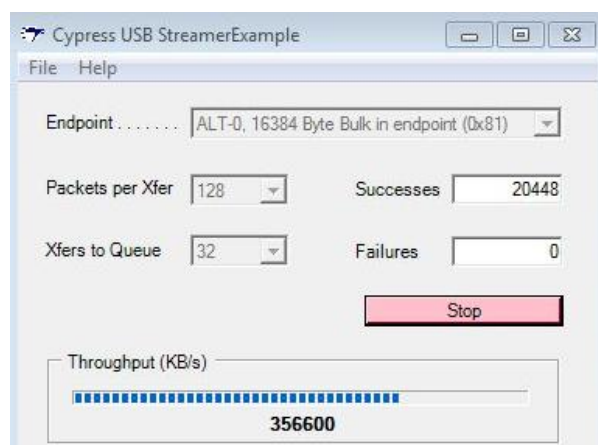 Cypress USB StreamerExample
File Help
Endpoint . . . . . . . ALT-0, 16384 Byte Bulk in endpoint (0x81)
Packets per Xfer 128 Successes 20448
Xfers to Queue 32 Failures 0
Stop
Throughput (KB/s)
356600